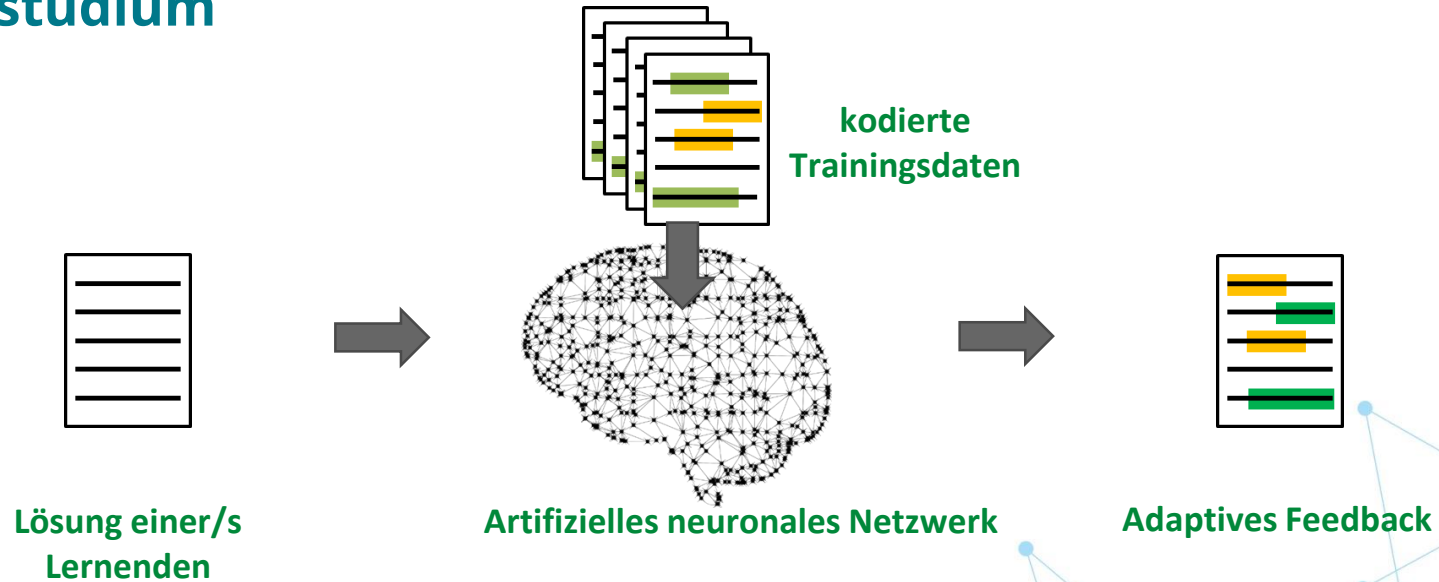 studium
kodierte
Trainingsdaten
Lösung einer/s
Lernenden
Artifizielles neuronales Netzwerk
Adaptives Feedback